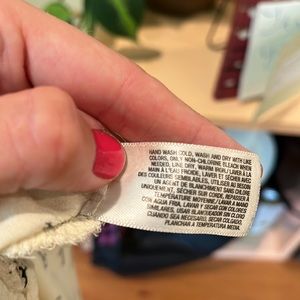 HAND WASH COLD, WASH AND DRY WITH LIKE
COLORS, ONLY NON-CHLORINE BLEACH WHEN
NEEDED, LINE DRY, WARM IRON/ LAVER A LA
MAIN À L'EAU FROIDE, LAVER ET SÉCHER AVEC
DES COULEURS SEMBLABLES, UTILISER AU BESOIN
UN AGENT DE BLANCHIMENT SANS CHLORE
UNIQUEMENT, SÉCHER SUR CORDE, REPASSER À
TEMPÉRATURE MOYENNE/ LAVAR A MANO
CON AGUA FRIA, LAVAR Y SECAR CON COLORES
SIMILARES, USAR BLANQUEADOR SIN CLORO
CUANDO SEA NECESARIO, SECAR COLGADO,
PLANCHAR A TEMPERATURA MEDIA.